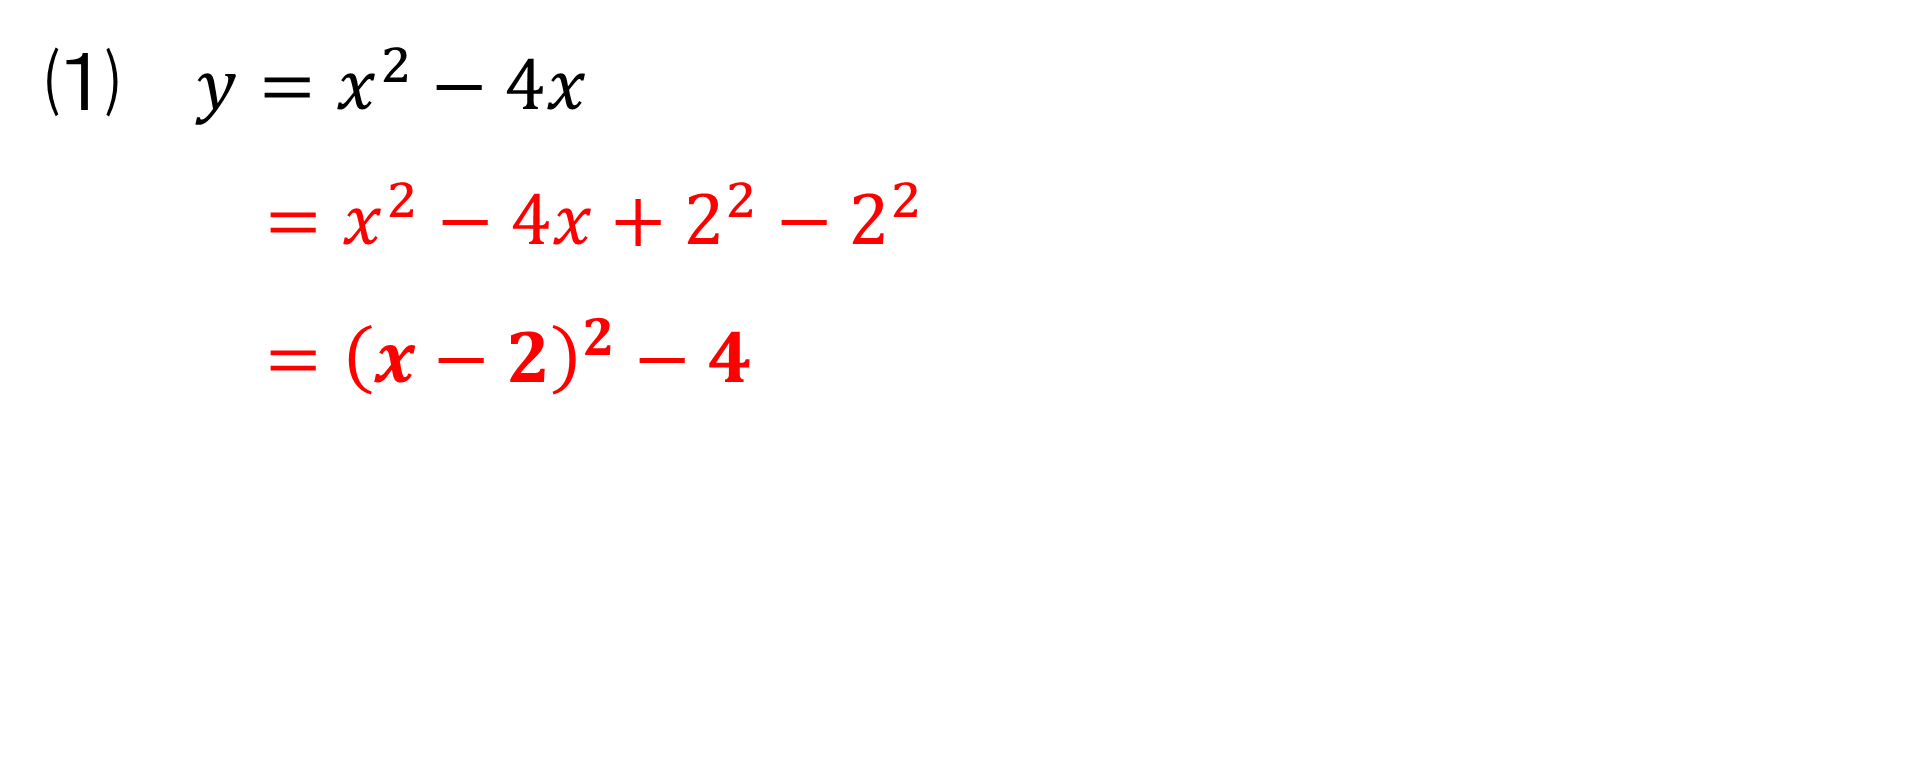 (1) y = x² − 4x
= x² − 4x + 2² − 2²
= (x − 2)² − 4